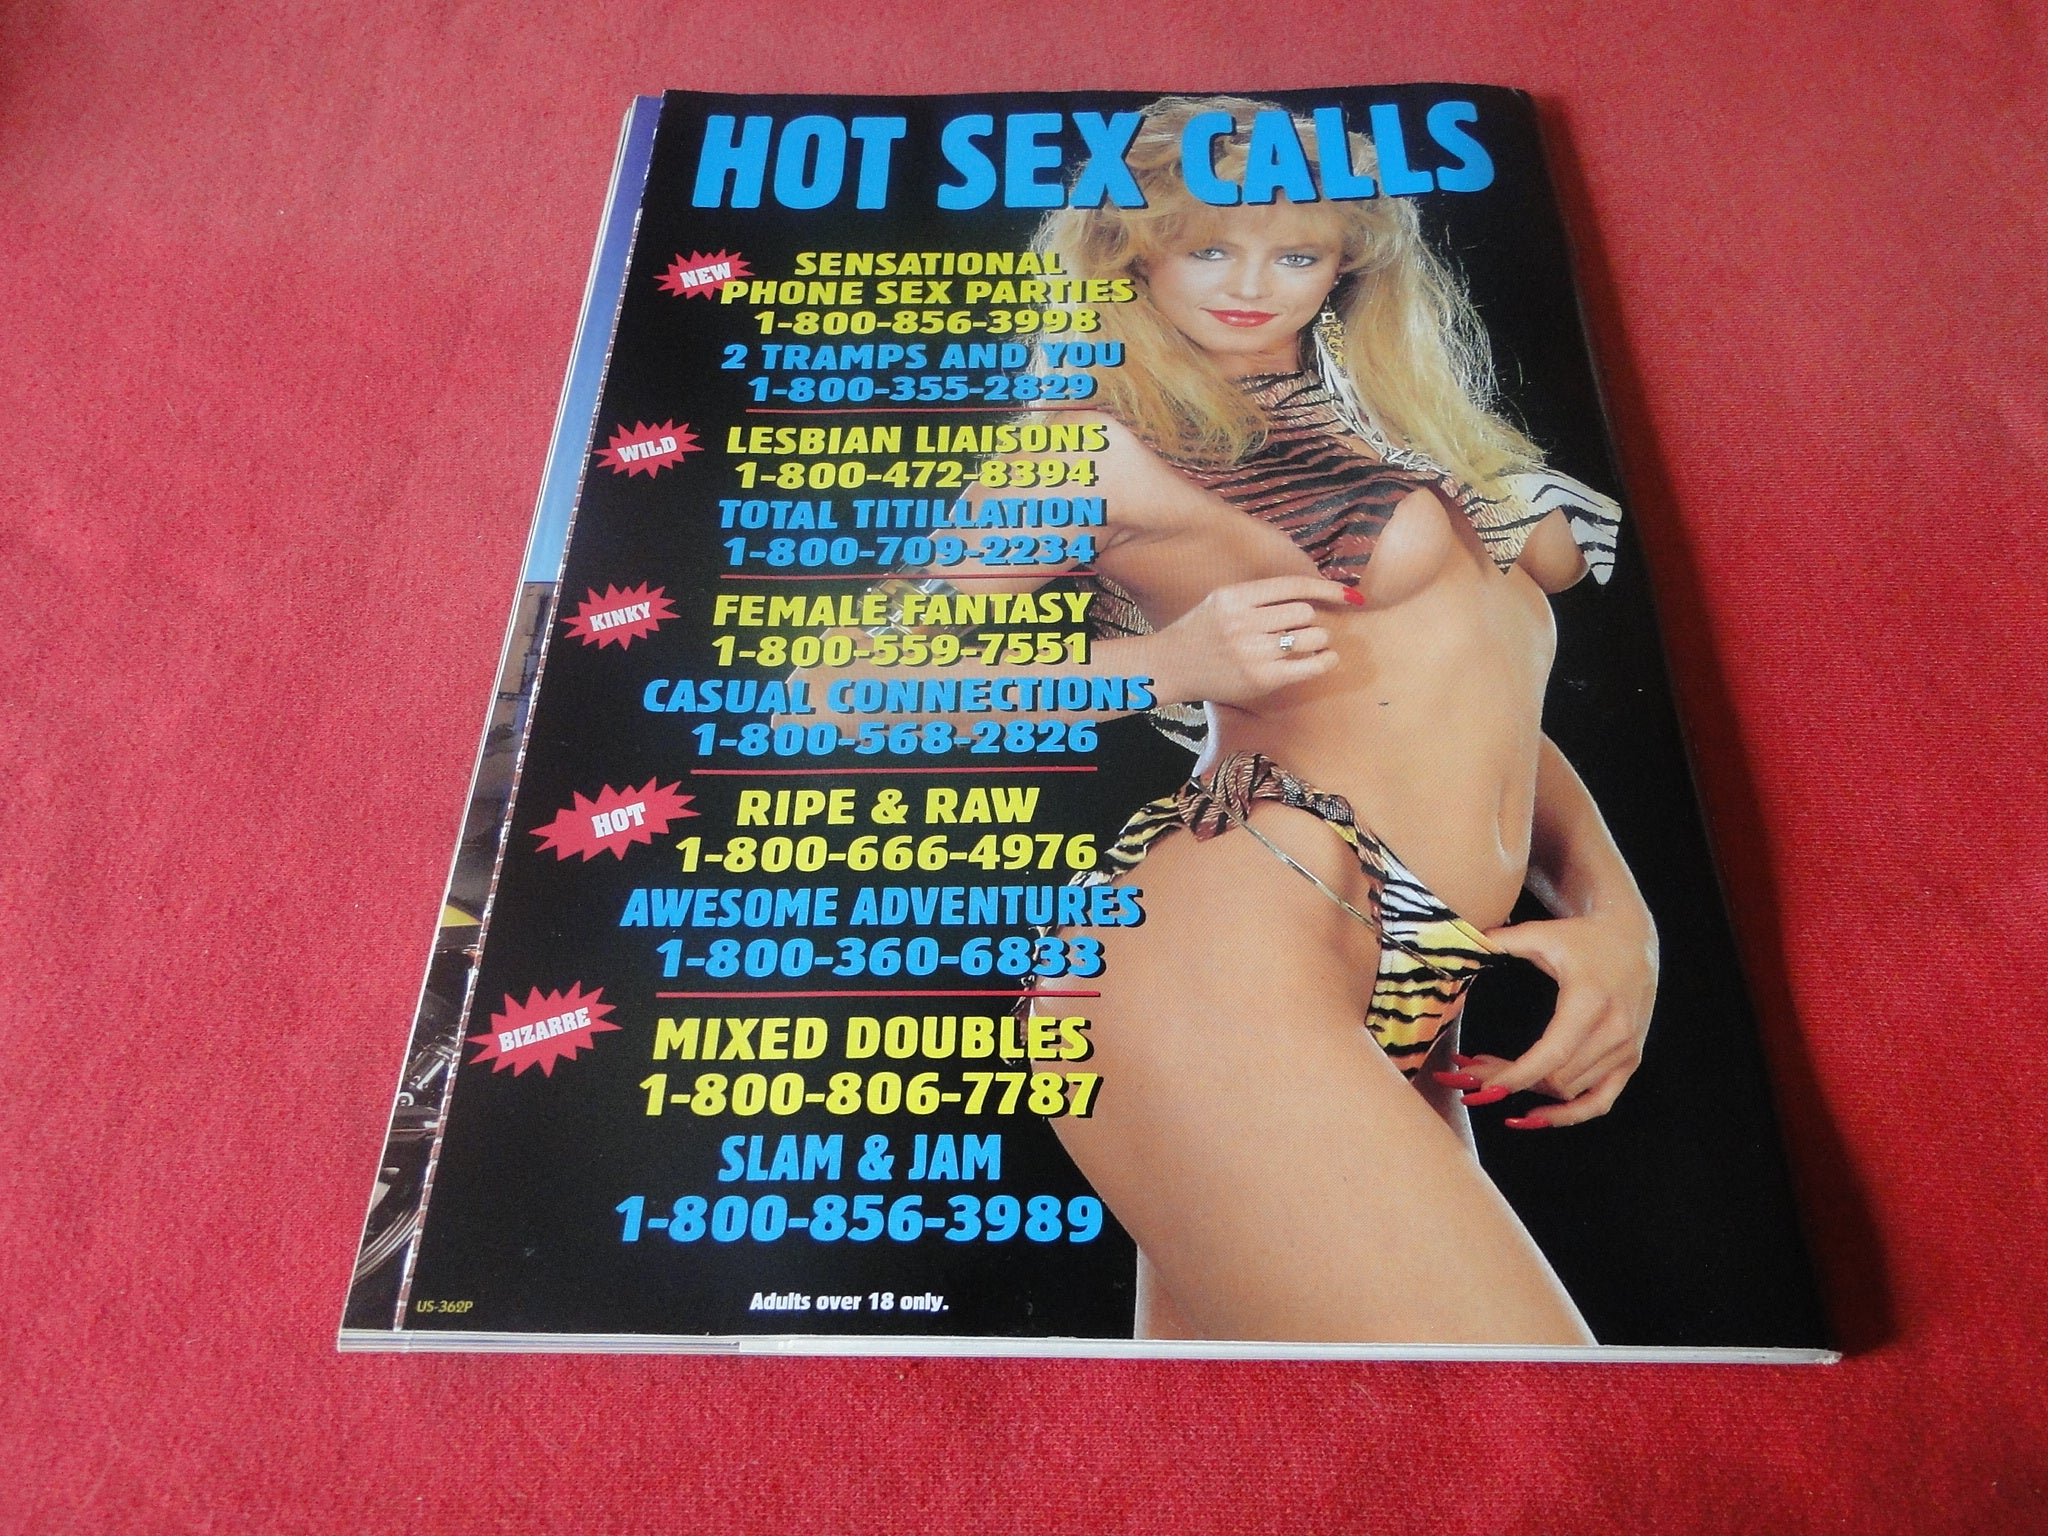 HOT SEX CALLS
NEW
SENSATIONAL
PHONE SEX PARTIES
1-800-856-3998
2 TRAMPS AND YOU
1-800-355-2829
WILD
LESBIAN LIAISONS
1-800-472-8394
TOTAL TITILLATION
1-800-709-2234
KINKY
FEMALE FANTASY
1-800-559-7551
CASUAL CONNECTIONS
1-800-568-2826
HOT
RIPE & RAW
1-800-666-4976
AWESOME ADVENTURES
1-800-360-6833
BIZARRE
MIXED DOUBLES
1-800-806-7787
SLAM & JAM
1-800-856-3989
US-362P
Adults over 18 only.